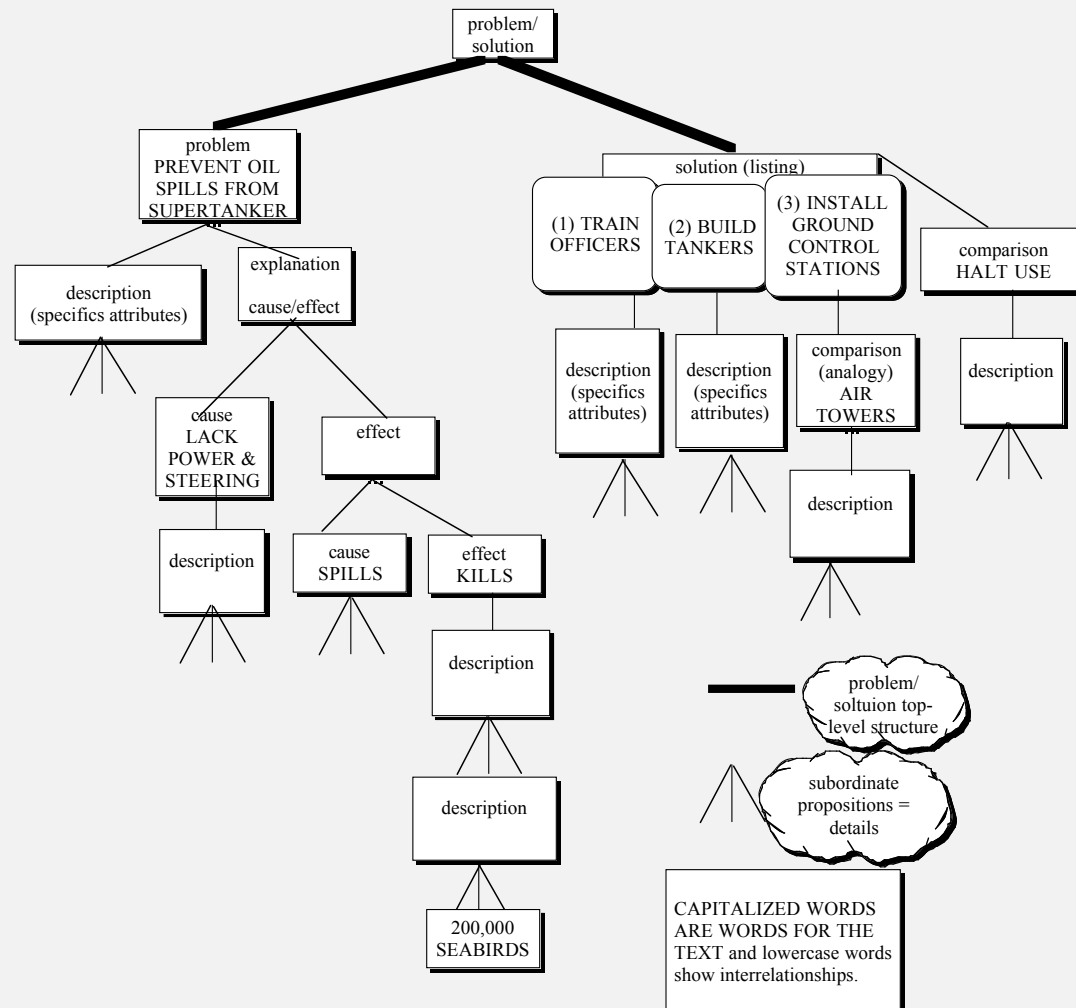 problem/
solution
problem
PREVENT OIL
SPILLS FROM
SUPERTANKER
description
(specifics attributes)
explanation
cause/effect
cause
LACK
POWER &
STEERING
effect
description
cause
SPILLS
effect
KILLS
description
description
200,000
SEABIRDS
solution (listing)
(1) TRAIN
OFFICERS
(2) BUILD
TANKERS
(3) INSTALL
GROUND
CONTROL
STATIONS
comparison
HALT USE
description
(specifics
attributes)
description
(specifics
attributes)
comparison
(analogy)
AIR
TOWERS
description
description
problem/
soltuion top-
level structure
subordinate
propositions =
details
CAPITALIZED WORDS
ARE WORDS FOR THE
TEXT and lowercase words
show interrelationships.